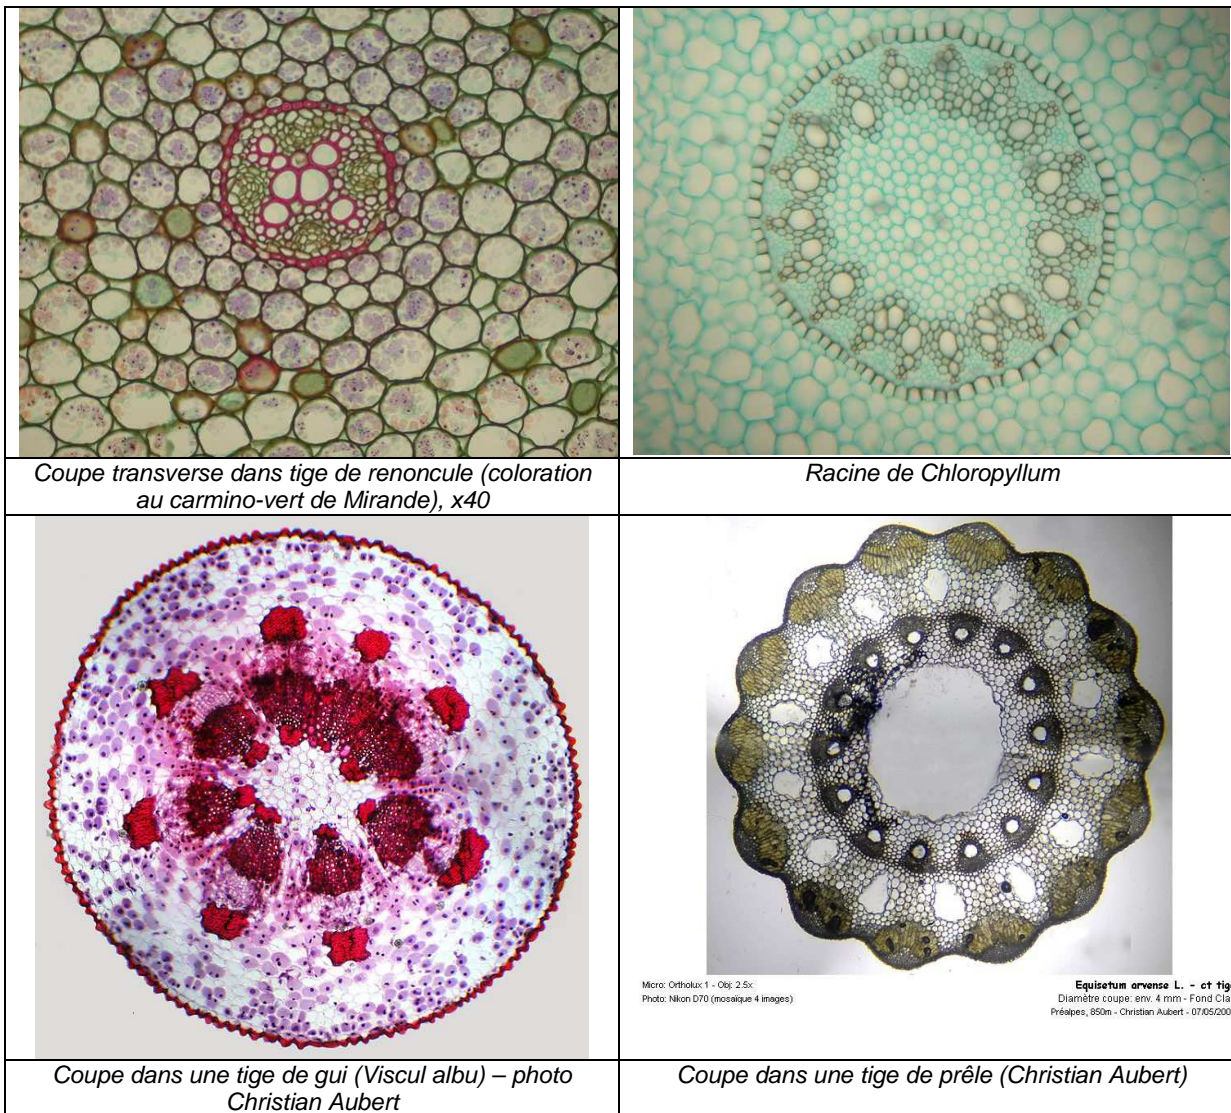 Coupe transverse dans tige de renoncule (coloration
au carmino-vert de Mirande), x40
Racine de Chloropyllum
Micro: Ortholux 1 - Obj: 2.5x
Photo: Nikon D70 (mosaïque 4 images)
Equisetum arvense L. - ct tig
Diamètre coupe: env. 4 mm - Fond Cla
Préalpes, 850m - Christian Aubert - 07/05/200
Coupe dans une tige de gui (Viscul albu) – photo
Christian Aubert
Coupe dans une tige de prêle (Christian Aubert)